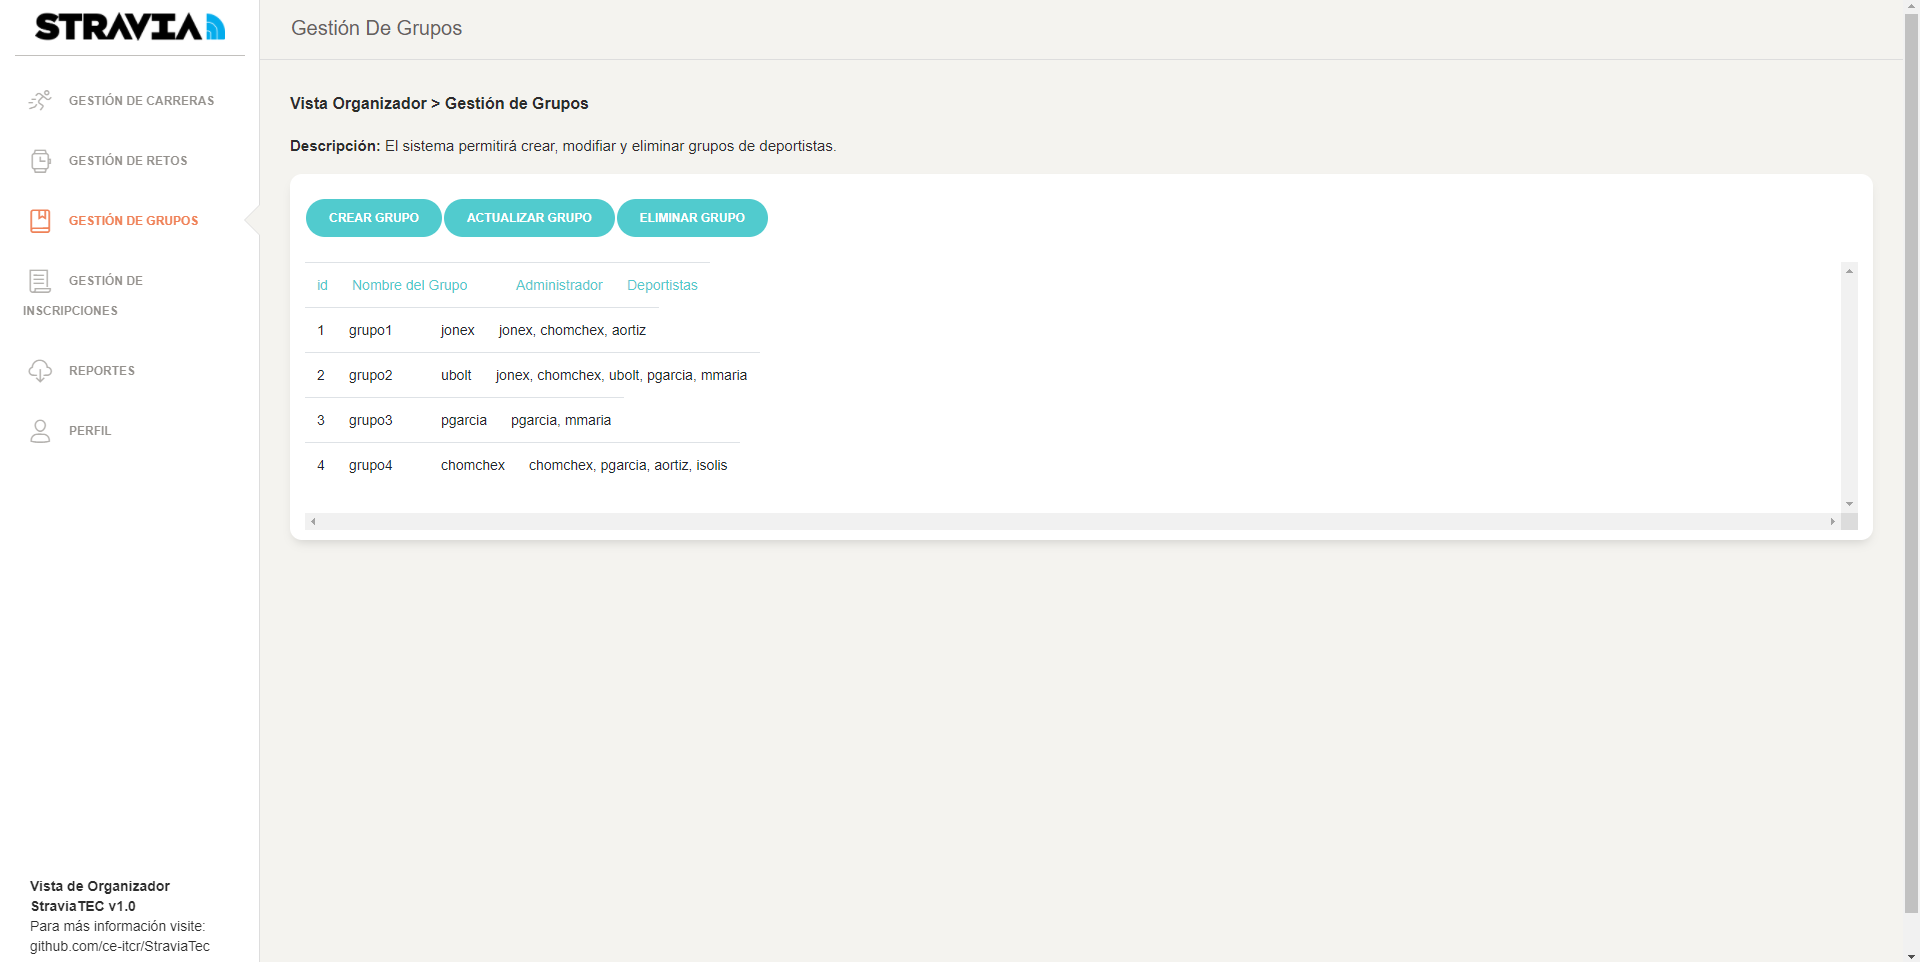 STRAVIA
GESTIÓN DE CARRERAS
GESTIÓN DE RETOS
GESTIÓN DE GRUPOS
GESTIÓN DE
INSCRIPCIONES
REPORTES
PERFIL
Vista de Organizador
StraviaTEC v1.0
Para más información visite:
github.com/ce-itcr/StraviaTec
Gestión De Grupos
Vista Organizador > Gestión de Grupos
Descripción: El sistema permitirá crear, modifiar y eliminar grupos de deportistas.
CREAR GRUPO ACTUALIZAR GRUPO ELIMINAR GRUPO
id Nombre del Grupo Administrador Deportistas
1 grupo1 jonex jonex, chomchex, aortiz
2 grupo2 ubolt jonex, chomchex, ubolt, pgarcia, mmaria
3 grupo3 pgarcia pgarcia, mmaria
4 grupo4 chomchex chomchex, pgarcia, aortiz, isolis